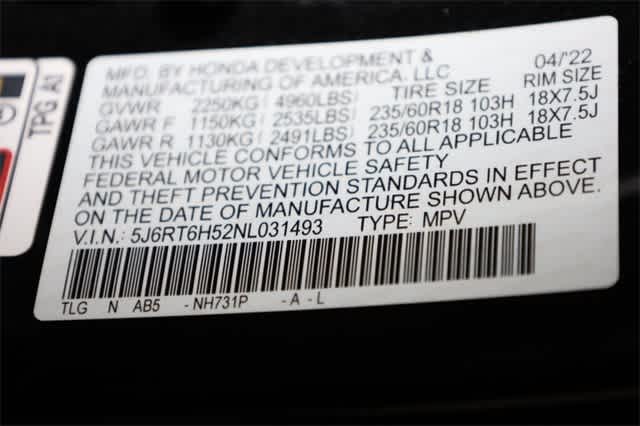 TPG A1
MFD. BY HONDA DEVELOPMENT & 04/'22
MANUFACTURING OF AMERICA. LLC
GVWR 2250KG ( 4960LBS) TIRE SIZE RIM SIZE
GAWR F 1150KG ( 2535LBS) 235/60R18 103H 18X7.5J
GAWR R 1130KG ( 2491LBS) 235/60R18 103H 18X7.5J
THIS VEHICLE CONFORMS TO ALL APPLICABLE
FEDERAL MOTOR VEHICLE SAFETY
AND THEFT PREVENTION STANDARDS IN EFFECT
ON THE DATE OF MANUFACTURE SHOWN ABOVE.
V.I.N.: 5J6RT6H52NL031493 TYPE: MPV
TLG N AB5 - NH731P - A - L